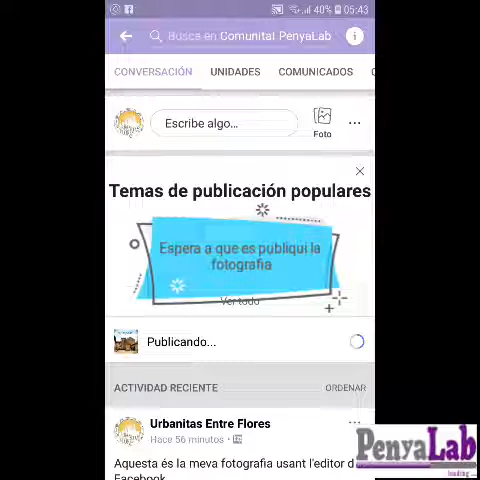 40% 05:43
Busca en Comunitat PenyaLab
CONVERSACIÓN UNIDADES COMUNICADOS
Escribe algo...
Foto
Temas de publicación populares
Espera a que es publiqui la
fotografia
Ver todo
Publicando...
ACTIVIDAD RECIENTE ORDENAR
Urbanitas Entre Flores
Hace 56 minutos
Aquesta és la meva fotografia usant l'editor d
Facebook
PenyaLab
loading ...